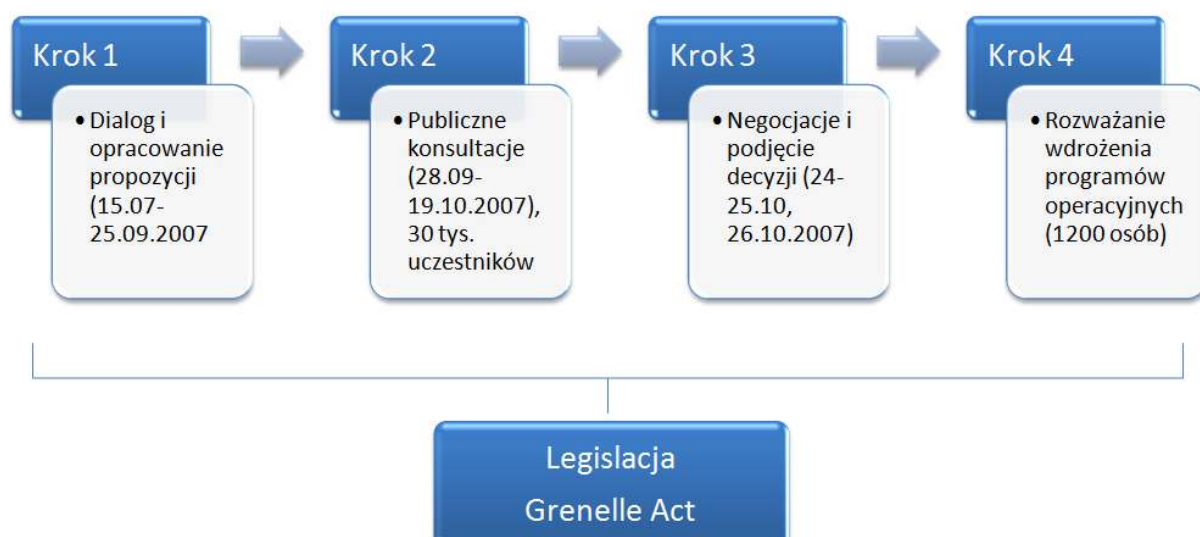 Krok 1
• Dialog i
opracowanie
propozycji
(15.07-
25.09.2007
Krok 2
• Publiczne
konsultacje
(28.09-
19.10.2007),
30 tys.
uczestników
Krok 3
• Negocjacje i
podjęcie
decyzji (24-
25.10,
26.10.2007)
Krok 4
• Rozważanie
wdrożenia
programów
operacyjnych
(1200 osób)
Legislacja
Grenelle Act